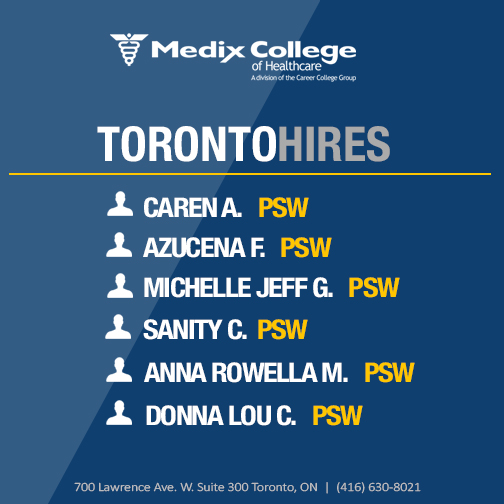 Medix College
of Healthcare
A division of the Career College Group
TORONTOHIRES
CAREN A. PSW
AZUCENA F. PSW
MICHELLE JEFF G. PSW
SANITY C. PSW
ANNA ROWELLA M. PSW
DONNA LOU C. PSW
700 Lawrence Ave. W. Suite 300 Toronto, ON | (416) 630-8021